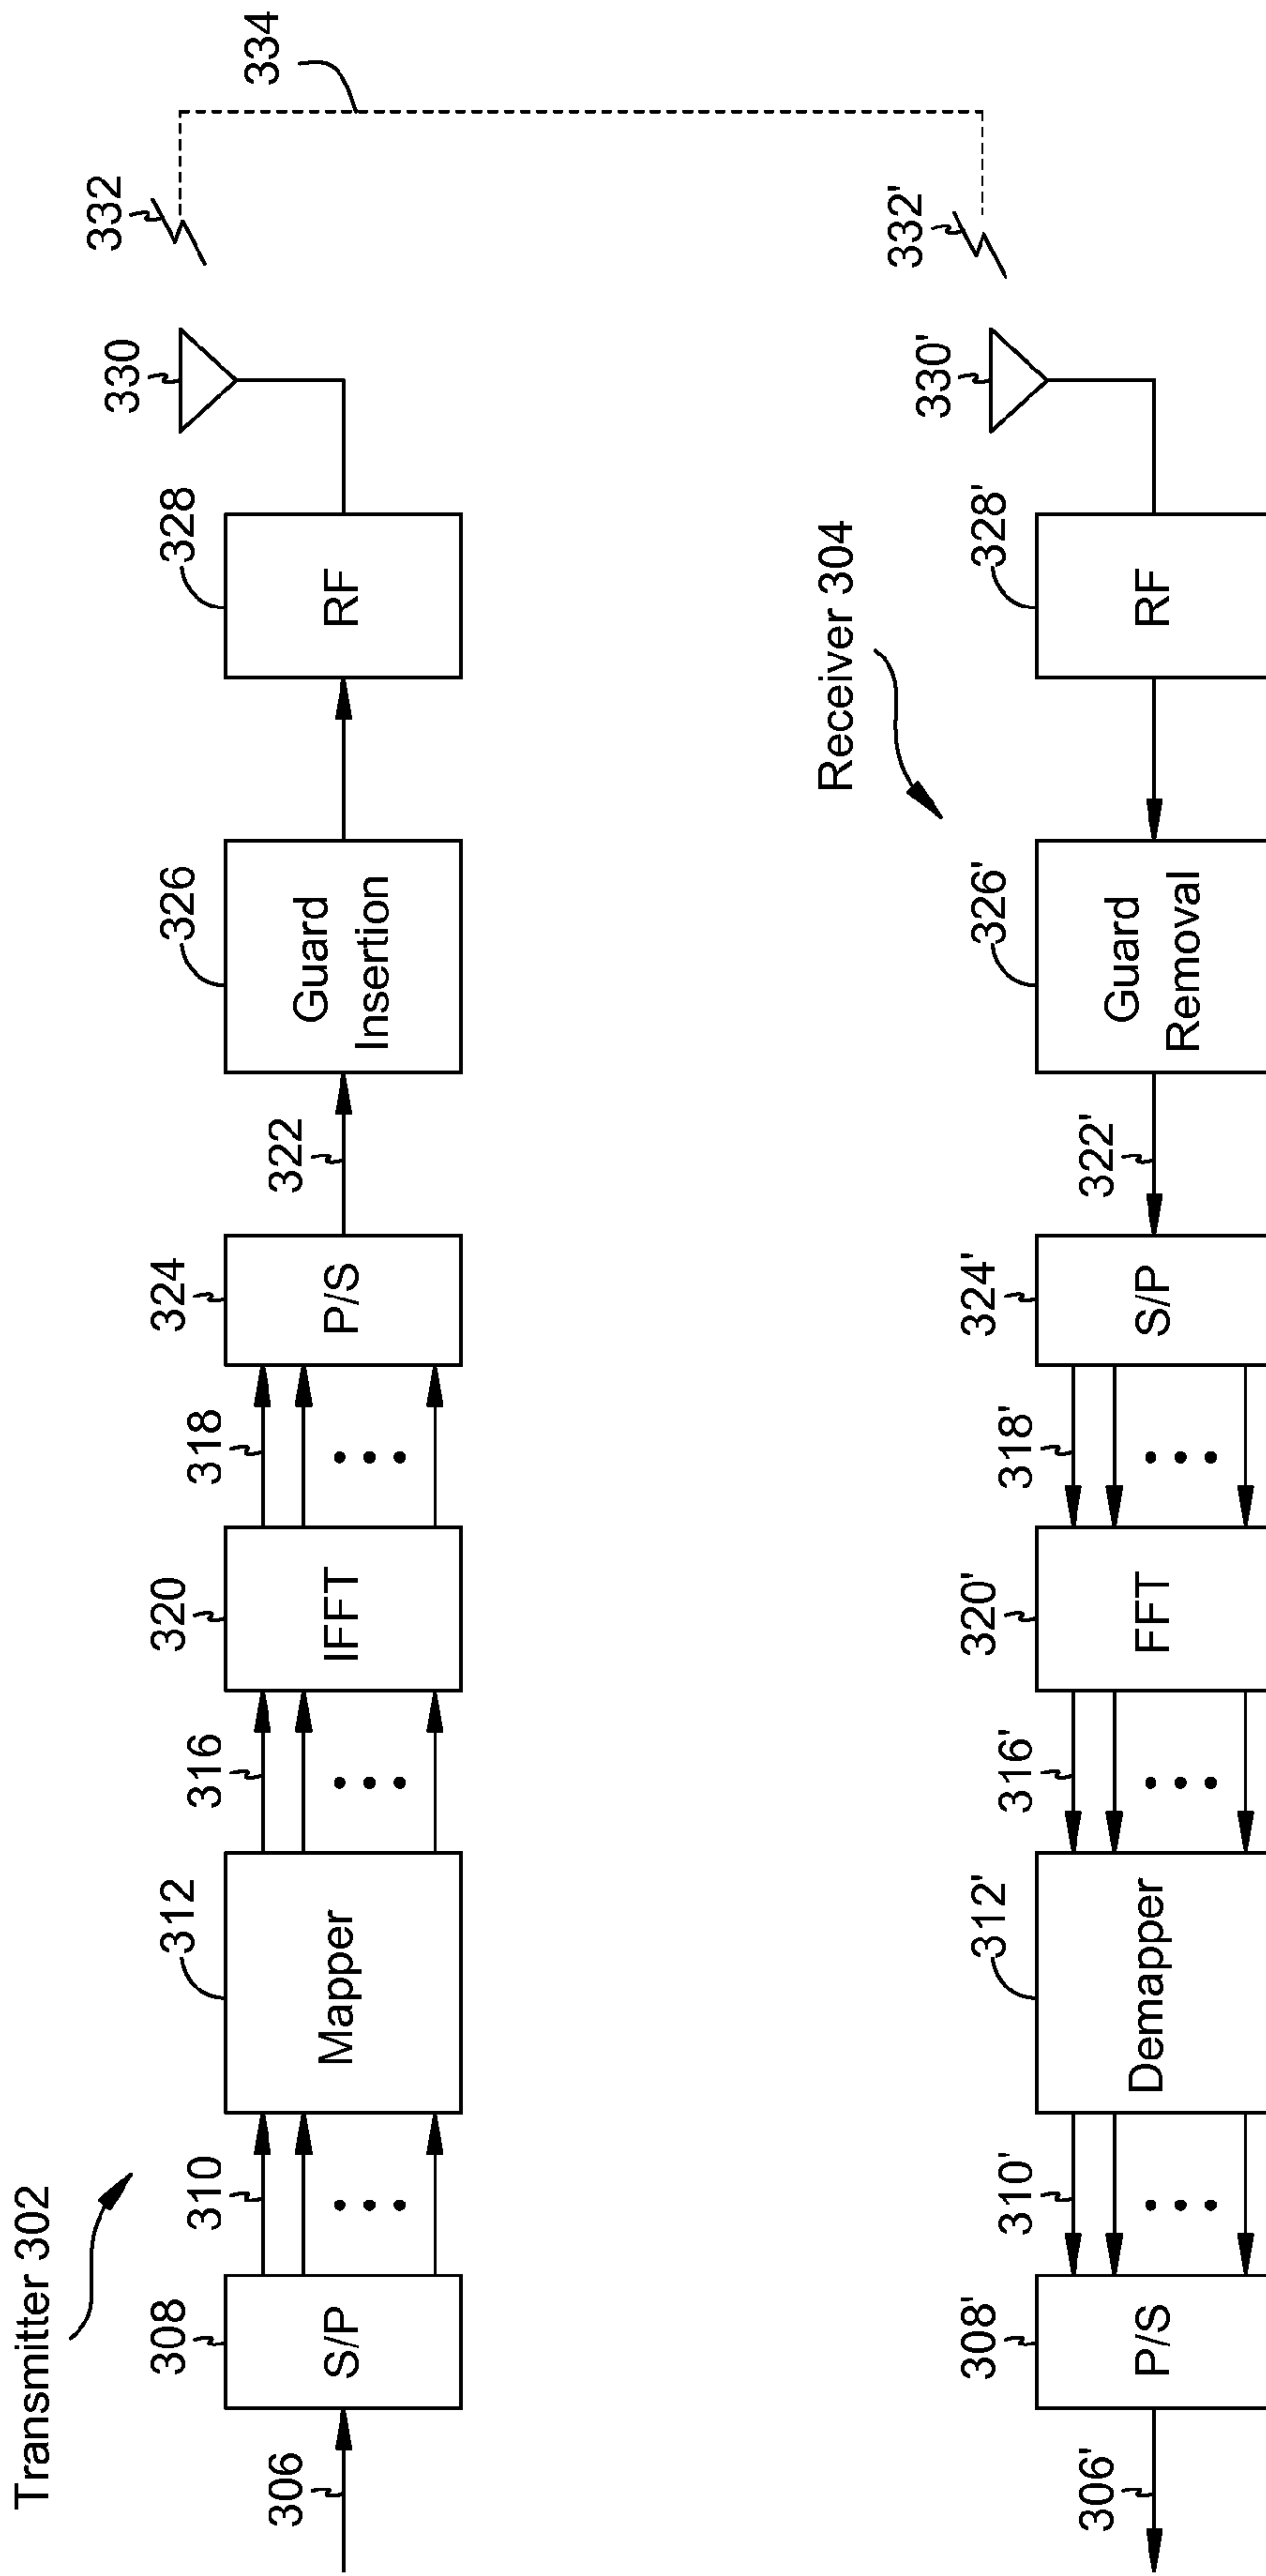 Transmitter 302
306
308
S/P
310
312
Mapper
316
320
IFFT
318
324
P/S
322
326
Guard
Insertion
328
RF
330
332
334
Receiver 304
306'
308'
P/S
310'
312'
Demapper
316'
320'
FFT
318'
324'
S/P
322'
326'
Guard
Removal
328'
RF
330'
332'